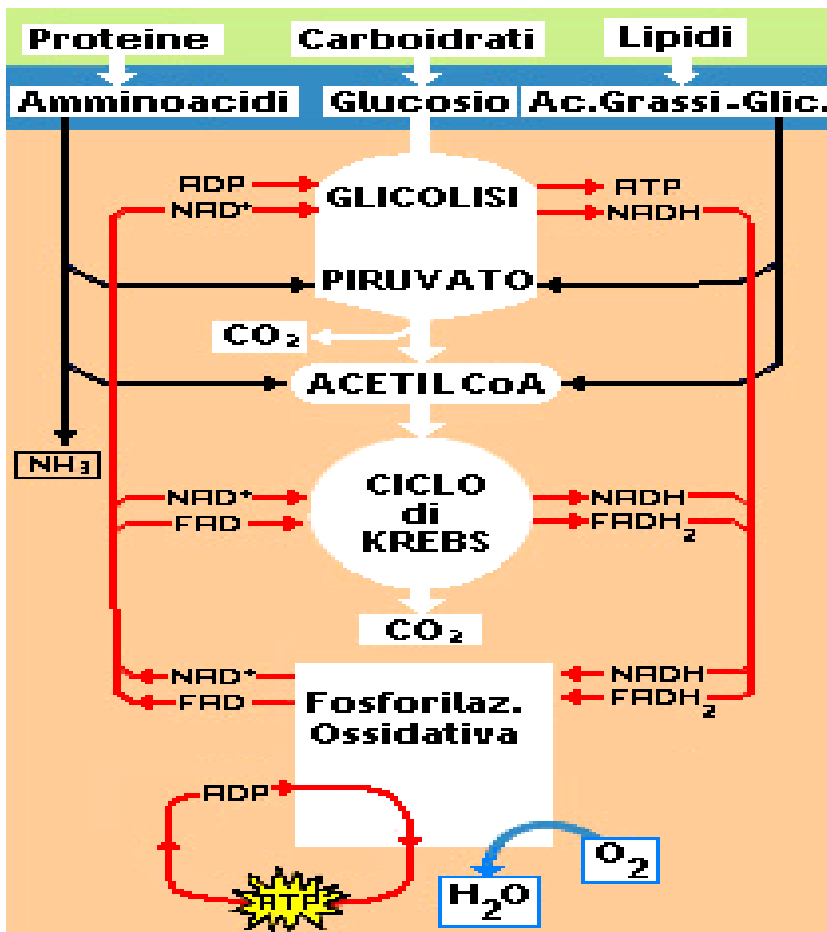 Proteine Carboidrati Lipidi
Amminoacidi Glucosio Ac.Grassi-Glic.
ADP GLICOLISI ATP
NAD+ NADH
PIRUVATO
CO2
ACETIL CoA
NH3
NAD+ CICLO NADH
FAD di FADH2
KREBS
CO2
NAD+ NADH
FAD Fosforilaz. FADH2
Ossidativa
ADP
O2
ATP H2O